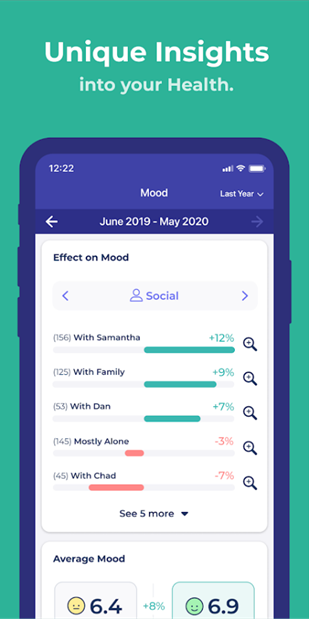 Unique Insights
into your Health.
12:22
Mood
Last Year
June 2019 - May 2020
Effect on Mood
Social
(156) With Samantha +12%
(125) With Family +9%
(53) With Dan +7%
(145) Mostly Alone -3%
(45) With Chad -7%
See 5 more
Average Mood
6.4 +8% 6.9